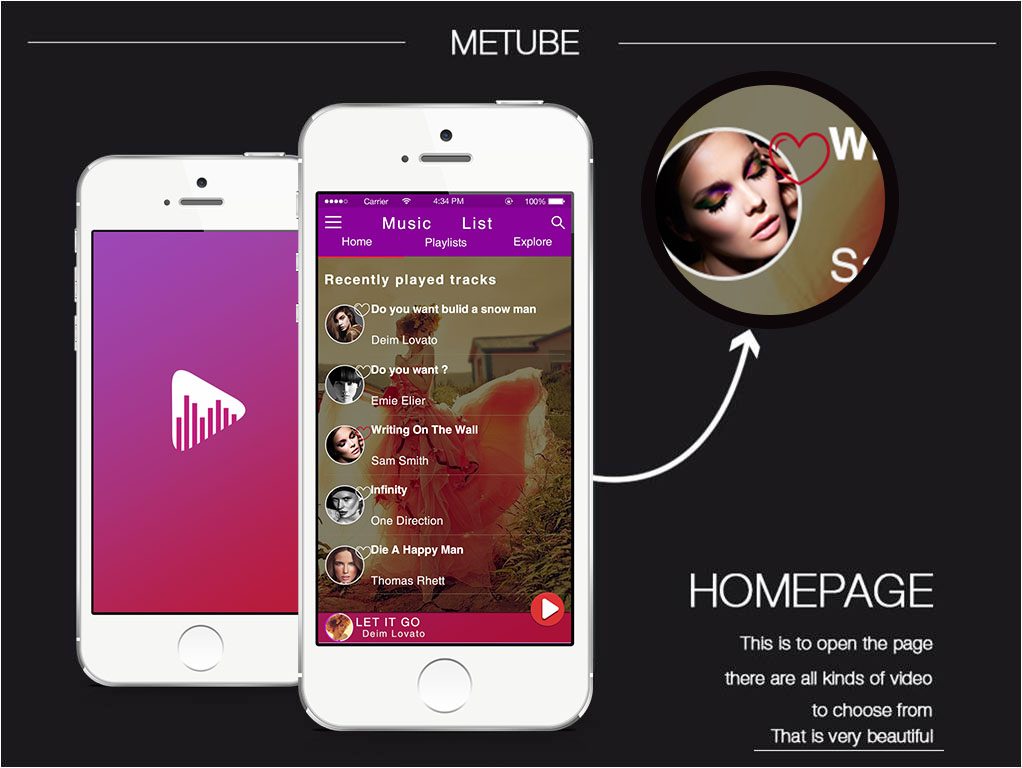 METUBE
Carrier 4:34 PM 100%
Music List
Home Playlists Explore
Recently played tracks
Do you want bulid a snow man
Deim Lovato
Do you want ?
Emie Elier
Writing On The Wall
Sam Smith
Infinity
One Direction
Die A Happy Man
Thomas Rhett
LET IT GO
Deim Lovato
HOMEPAGE
This is to open the page
there are all kinds of video
to choose from
That is very beautiful